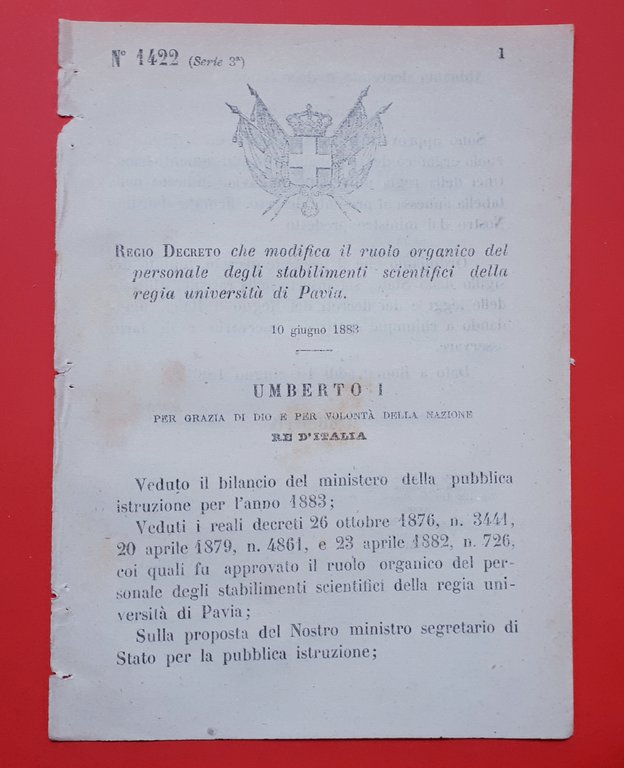 N° 1422 (Serie 3ª)
1
REGIO DECRETO che modifica il ruolo organico del
personale degli stabilimenti scientifici della
regia università di Pavia.
10 giugno 1883
UMBERTO I
PER GRAZIA DI DIO E PER VOLONTÀ DELLA NAZIONE
RE D'ITALIA
Veduto il bilancio del ministero della pubblica
istruzione per l'anno 1883;
Veduti i reali decreti 26 ottobre 1876, n. 3441,
20 aprile 1879, n. 4861, e 23 aprile 1882, n. 726,
coi quali fu approvato il ruolo organico del per-
sonale degli stabilimenti scientifici della regia uni-
versità di Pavia;
Sulla proposta del Nostro ministro segretario di
Stato per la pubblica istruzione;